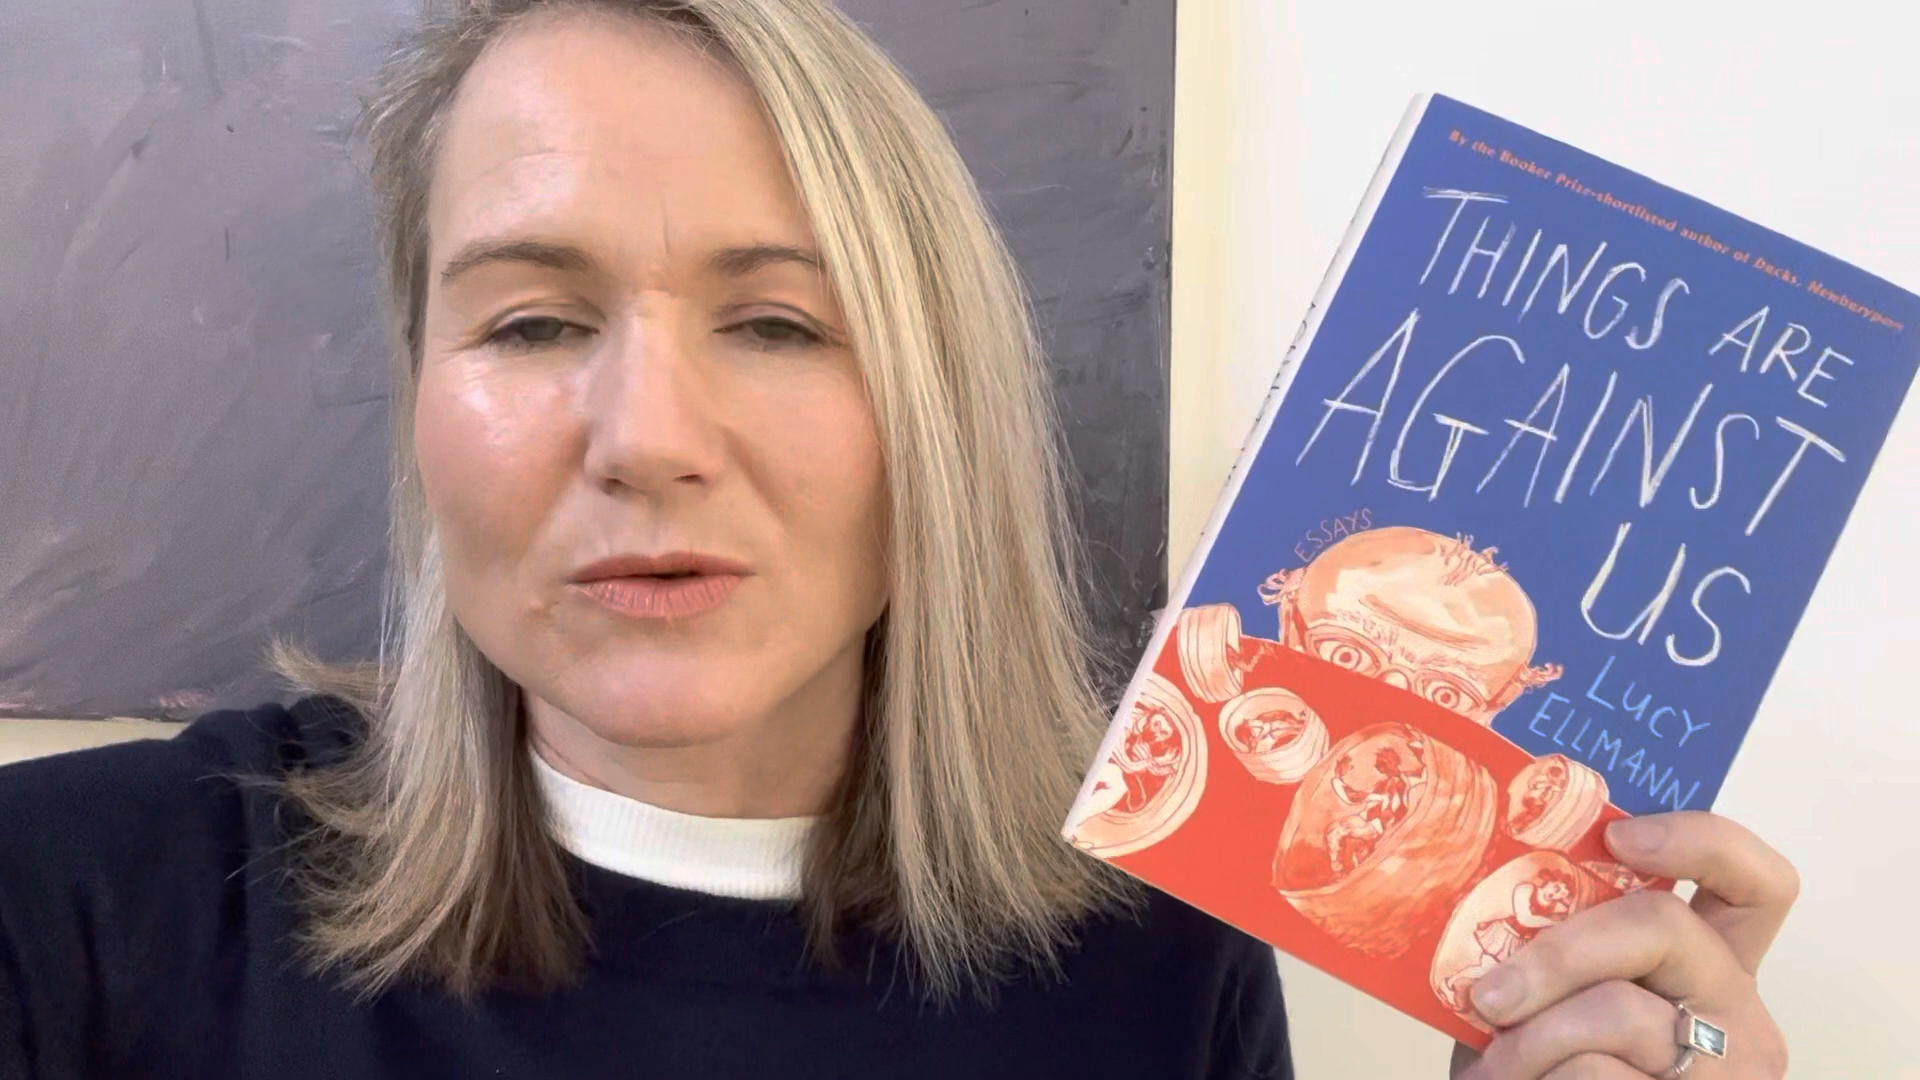 By the Booker Prize-shortlisted author of Ducks, Newburyport
THINGS ARE
AGAINST
US
ESSAYS
LUCY
ELLMANN